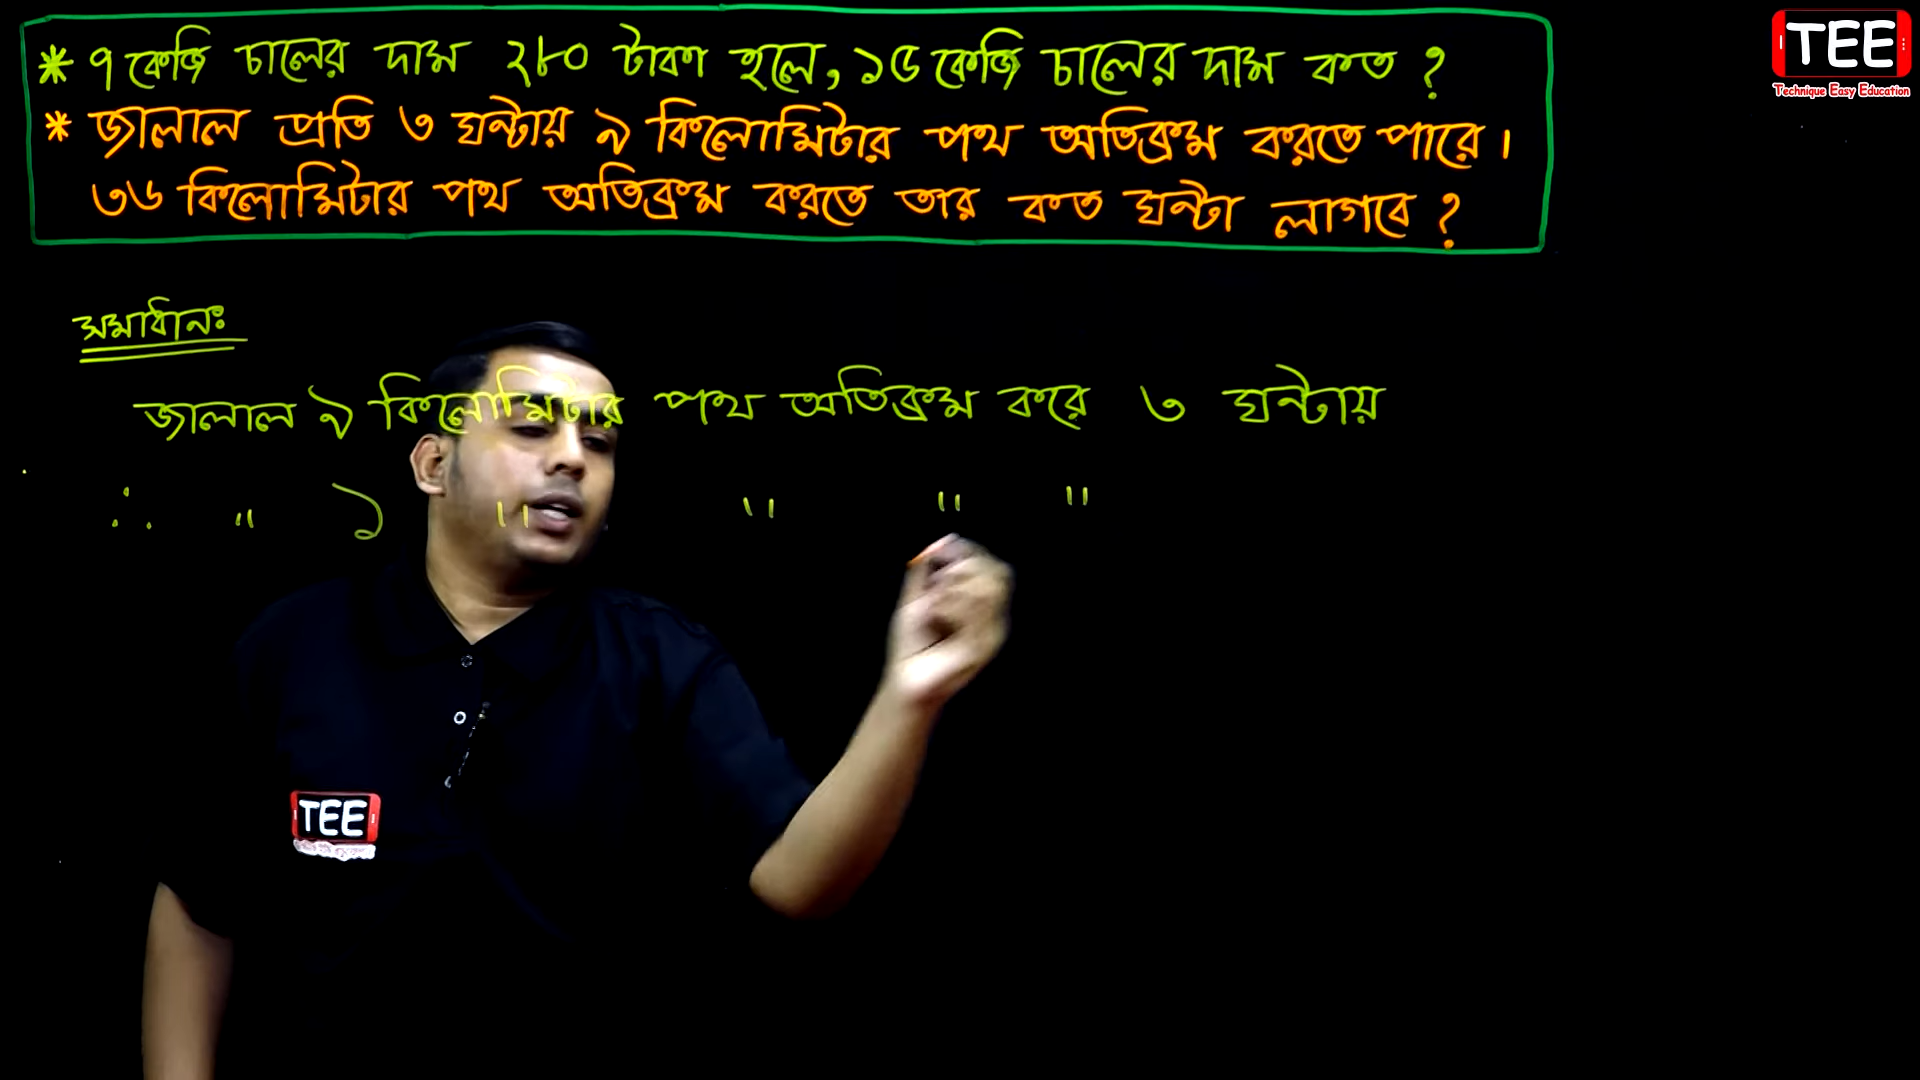 * ৭ কেজি চালের দাম ২৮০ টাকা হলে, ১৫ কেজি চালের দাম কত ?
* জালাল প্রতি ৩ ঘন্টায় ৯ কিলোমিটার পথ অতিক্রম করতে পারে।
৩৬ কিলোমিটার পথ অতিক্রম করতে তার কত ঘন্টা লাগবে ?
TEE
Technique Easy Education
সমাধানঃ
জালাল ৯ কিলোমিটার পথ অতিক্রম করে ৩ ঘন্টায়
∴ " ১ " " " "
TEE